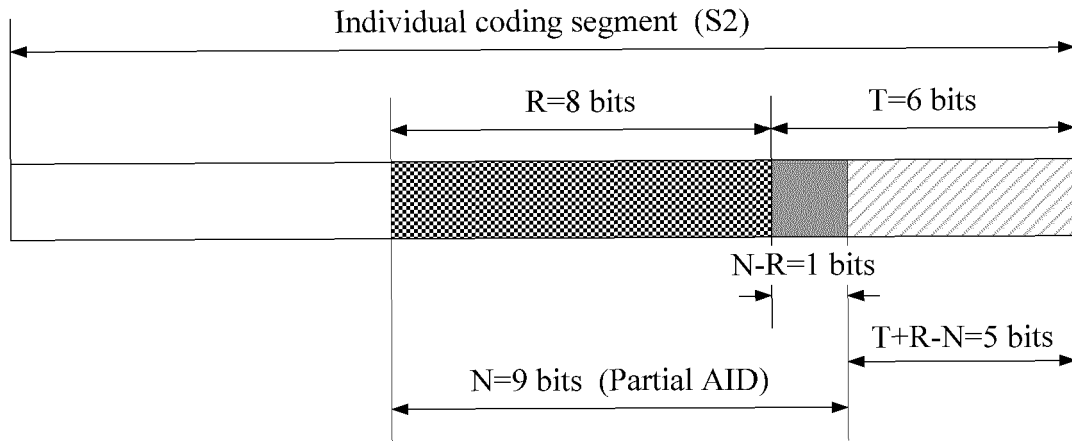 Individual coding segment (S2)
R=8 bits
T=6 bits
N-R=1 bits
T+R-N=5 bits
N=9 bits (Partial AID)